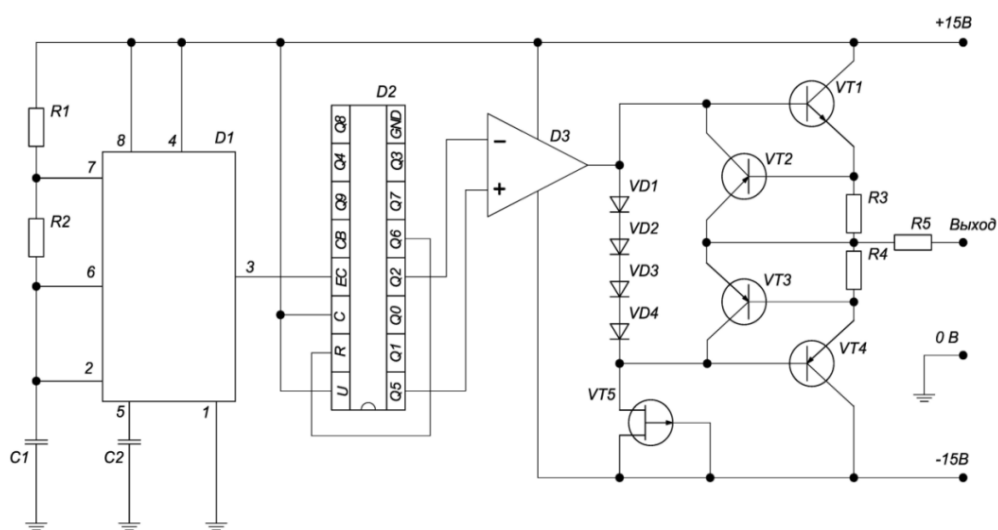 +15В
R1
8
4
D1
7
R2
6
3
2
5
1
C1
C2
D2
Q8
Q4
Q9
CB
EC
C
R
U
GND
Q3
Q7
Q6
Q2
Q0
Q1
Q5
D3
−
+
VD1
VD2
VD3
VD4
VT1
VT2
R3
R5
Выход
R4
VT3
VT4
0 В
VT5
-15В